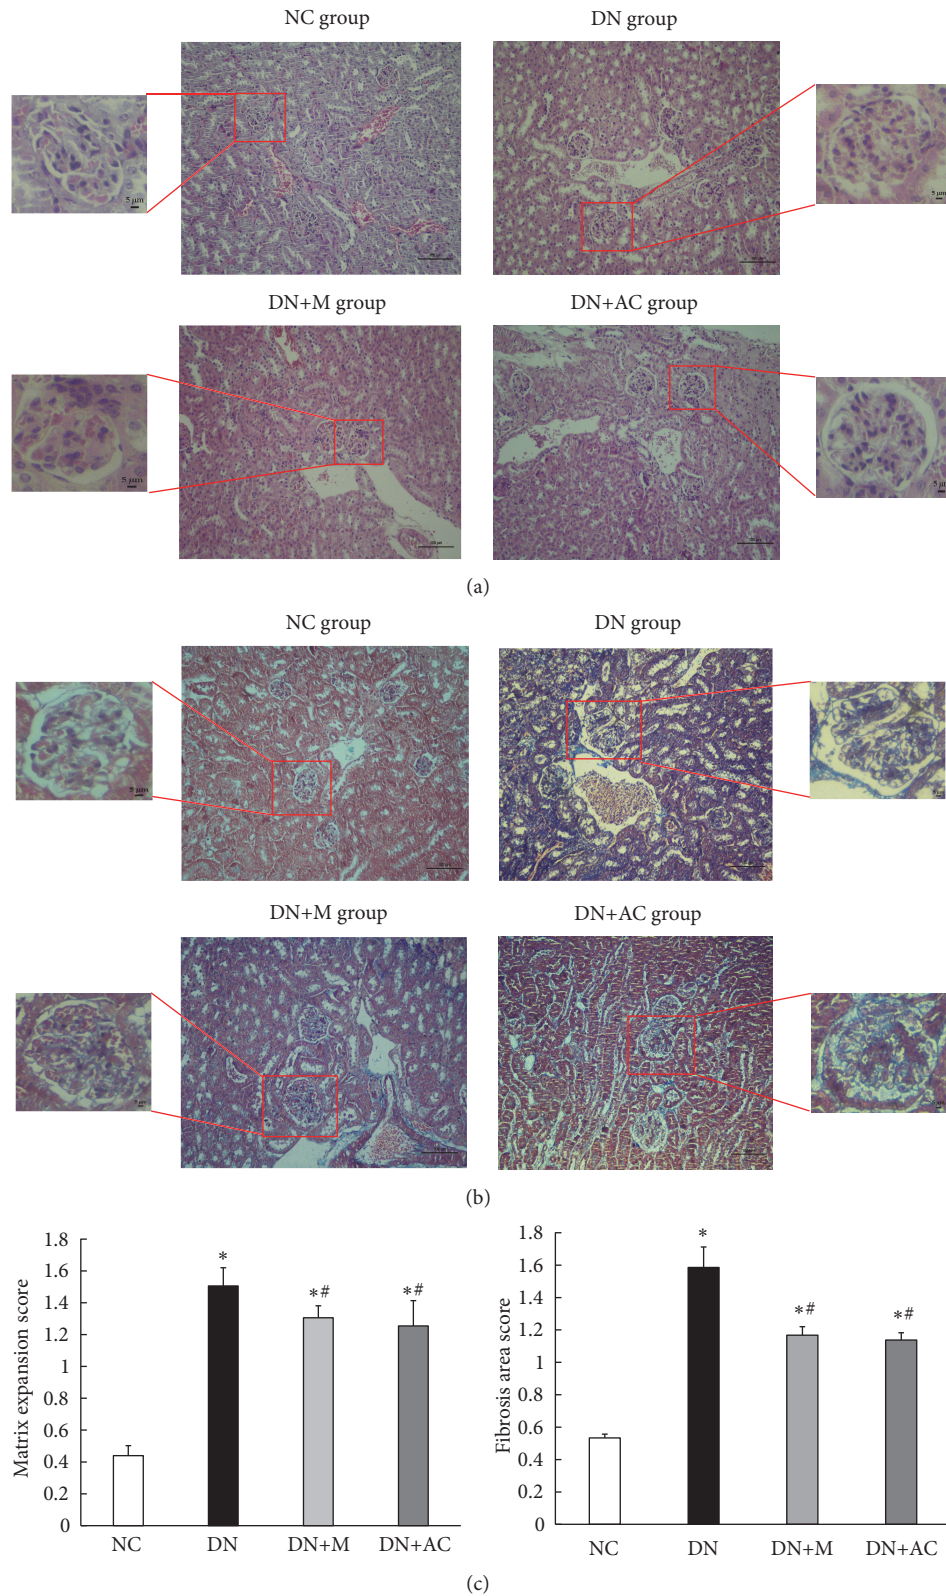 NC group
DN group
5 μm
5 μm
DN+M group
DN+AC group
5 μm
5 μm
(a)
NC group
DN group
5 μm
DN+M group
DN+AC group
(b)
Matrix expansion score
1.8
1.6
1.4
1.2
1
0.8
0.6
0.4
0.2
0
*
*#
*#
NC
DN
DN+M
DN+AC
Fibrosis area score
1.8
1.6
1.4
1.2
1
0.8
0.6
0.4
0.2
0
*
*#
*#
NC
DN
DN+M
DN+AC
(c)